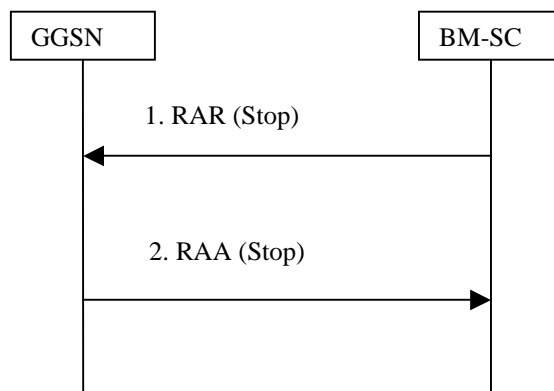 GGSN
BM-SC
1. RAR (Stop)
2. RAA (Stop)